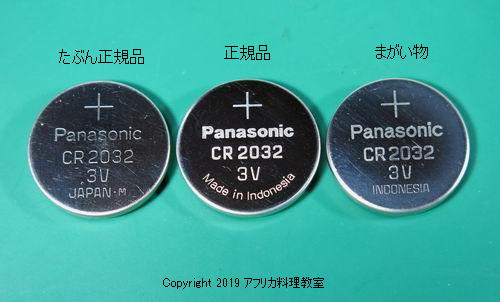 たぶん正規品
正規品
まがい物
+
Panasonic
CR 2032
3V
JAPAN-M
+
Panasonic
CR 2032
3V
Made in Indonesia
+
Panasonic
CR 2032
3V
INDONESIA
Copyright 2019 アフリカ料理教室